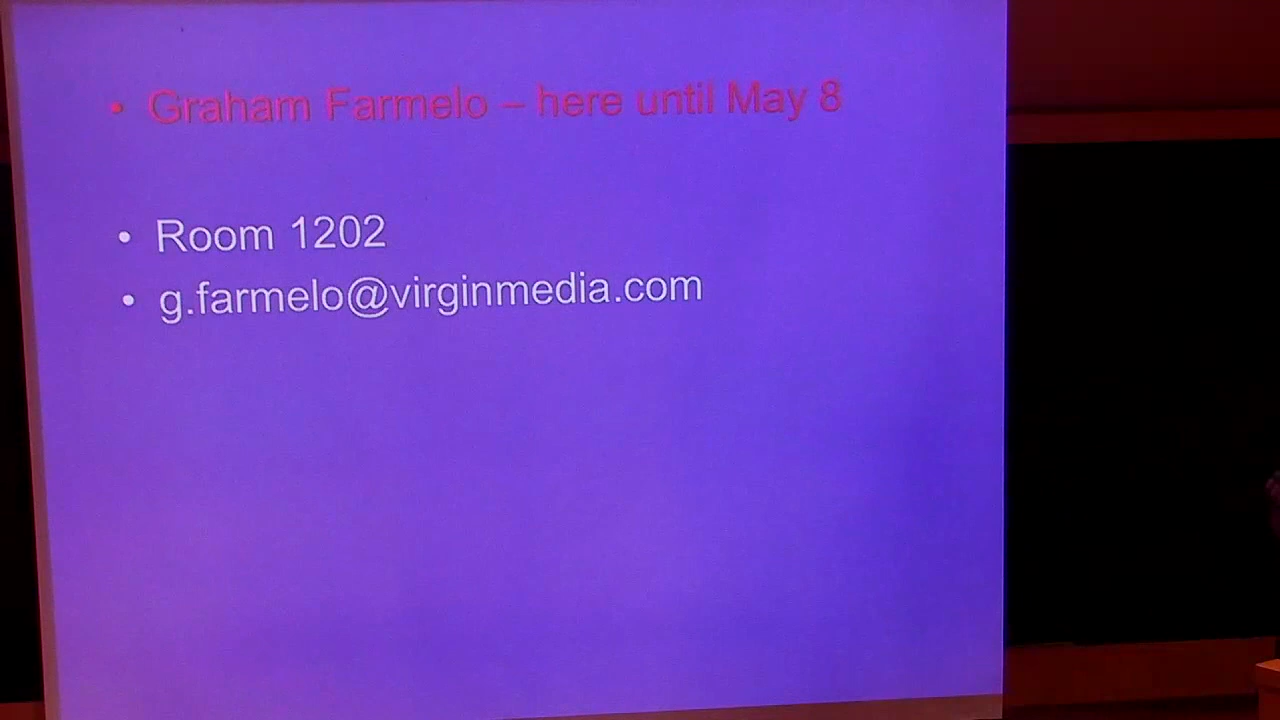 • Graham Farmelo – here until May 8
• Room 1202
• g.farmelo@virginmedia.com